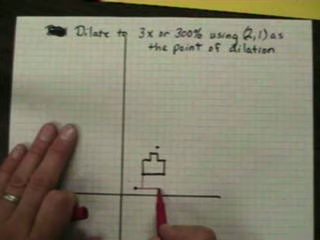 Dilate to 3x or 300% using (2,1) as
the point of dilation